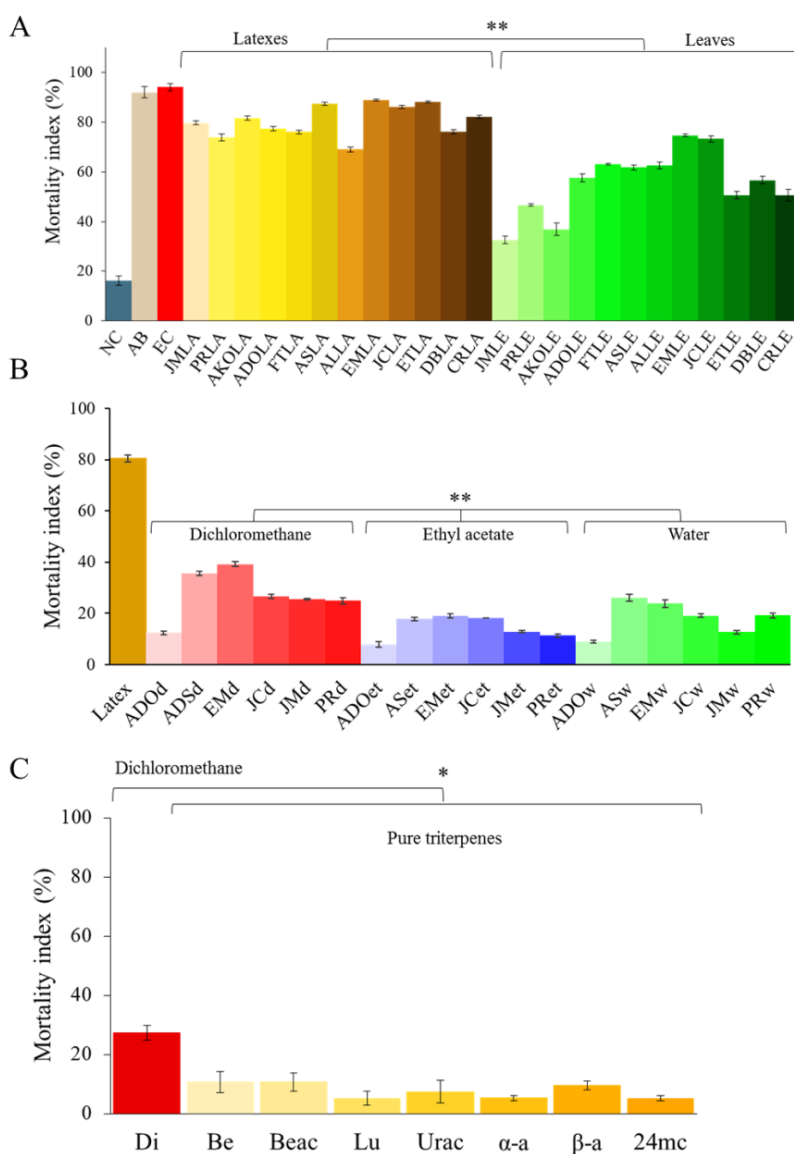 A
Latexes ** Leaves
Mortality index (%)
100
80
60
40
20
0
NC AB EC JMLA PRLA AKOLA ADOLA FTLA ASLA ALLA EMLA JCLA ETLA DBLA CRLA JMLE PRLE AKOLE ADOLE FTLE ASLE ALLE EMLE JCLE ETLE DBLE CRLE
B
Mortality index (%)
100
80
60
40
20
0
**
Dichloromethane Ethyl acetate Water
Latex ADOd ADSd EMd JCd JMd PRd ADOet ASet EMet JCet JMet PRet ADOw ASw EMw JCw JMw PRw
C
Dichloromethane *
Pure triterpenes
Mortality index (%)
100
80
60
40
20
0
Di Be Beac Lu Urac α-a β-a 24mc